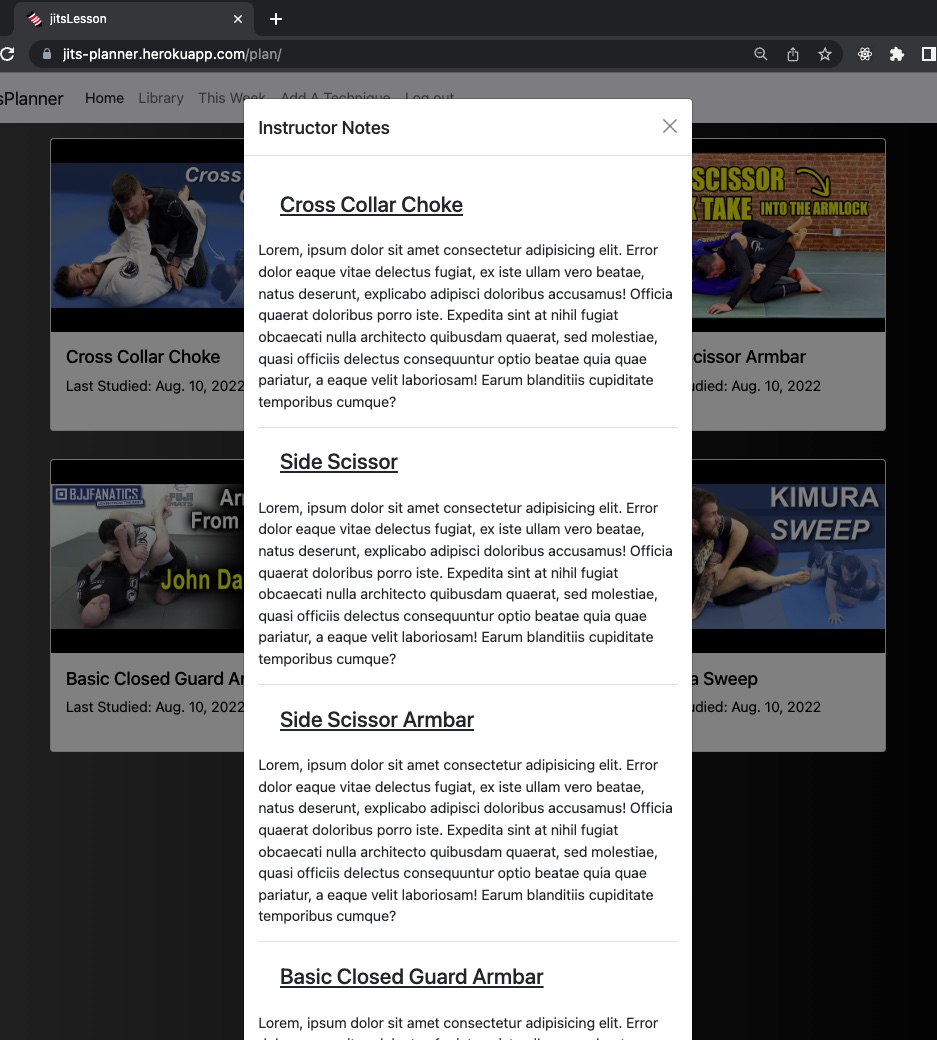 jitsLesson
jits-planner.herokuapp.com/plan/
sPlanner Home Library This Week Add A Technique Log out
Instructor Notes
Cross Collar Choke
Lorem, ipsum dolor sit amet consectetur adipisicing elit. Error
dolor eaque vitae delectus fugiat, ex iste ullam vero beatae,
natus deserunt, explicabo adipisci doloribus accusamus! Officia
quaerat doloribus porro iste. Expedita sint at nihil fugiat
obcaecati nulla architecto quibusdam quaerat, sed molestiae,
quasi officiis delectus consequuntur optio beatae quia quae
pariatur, a eaque velit laboriosam! Earum blanditiis cupiditate
temporibus cumque?
Side Scissor
Lorem, ipsum dolor sit amet consectetur adipisicing elit. Error
dolor eaque vitae delectus fugiat, ex iste ullam vero beatae,
natus deserunt, explicabo adipisci doloribus accusamus! Officia
quaerat doloribus porro iste. Expedita sint at nihil fugiat
obcaecati nulla architecto quibusdam quaerat, sed molestiae,
quasi officiis delectus consequuntur optio beatae quia quae
pariatur, a eaque velit laboriosam! Earum blanditiis cupiditate
temporibus cumque?
Side Scissor Armbar
Lorem, ipsum dolor sit amet consectetur adipisicing elit. Error
dolor eaque vitae delectus fugiat, ex iste ullam vero beatae,
natus deserunt, explicabo adipisci doloribus accusamus! Officia
quaerat doloribus porro iste. Expedita sint at nihil fugiat
obcaecati nulla architecto quibusdam quaerat, sed molestiae,
quasi officiis delectus consequuntur optio beatae quia quae
pariatur, a eaque velit laboriosam! Earum blanditiis cupiditate
temporibus cumque?
Basic Closed Guard Armbar
Lorem, ipsum dolor sit amet consectetur adipisicing elit. Error
Cross
Cross Collar Choke
Last Studied: Aug. 10, 2022
SCISSOR
TAKE INTO THE ARMLOCK
cissor Armbar
udied: Aug. 10, 2022
BJJFANATICS
FUJI
Ar
From
John Da
Basic Closed Guard Ar
Last Studied: Aug. 10, 2022
KIMURA
SWEEP
a Sweep
udied: Aug. 10, 2022